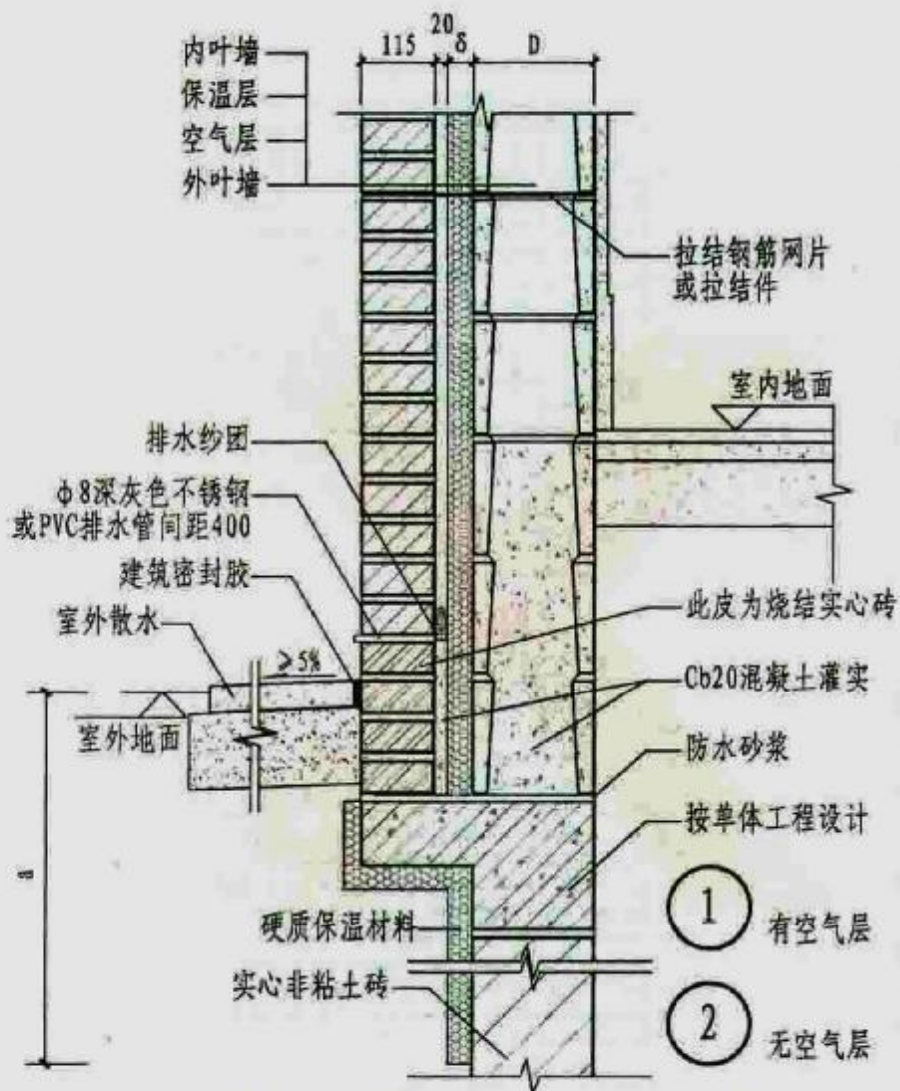 20
115
δ
D
内叶墙
保温层
空气层
外叶墙
拉结钢筋网片
或拉结件
室内地面
排水纱团
φ8深灰色不锈钢
或PVC排水管间距400
建筑密封胶
此皮为烧结实心砖
室外散水
≥5%
Cb20混凝土灌实
室外地面
防水砂浆
按单体工程设计
a
1
有空气层
硬质保温材料
实心非粘土砖
2
无空气层